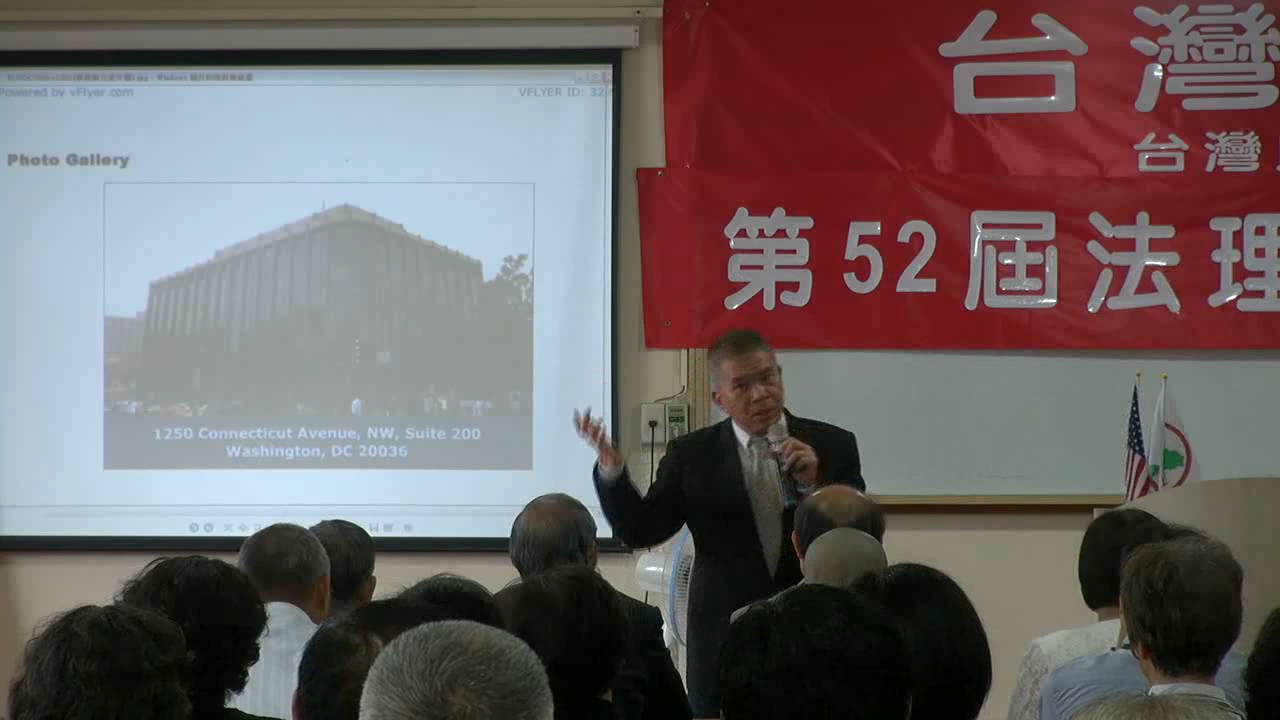 Powered by vFlyer.com
VFLYER ID: 32
Photo Gallery
1250 Connecticut Avenue, NW, Suite 200
Washington, DC 20036
台灣
台灣
第52屆法理